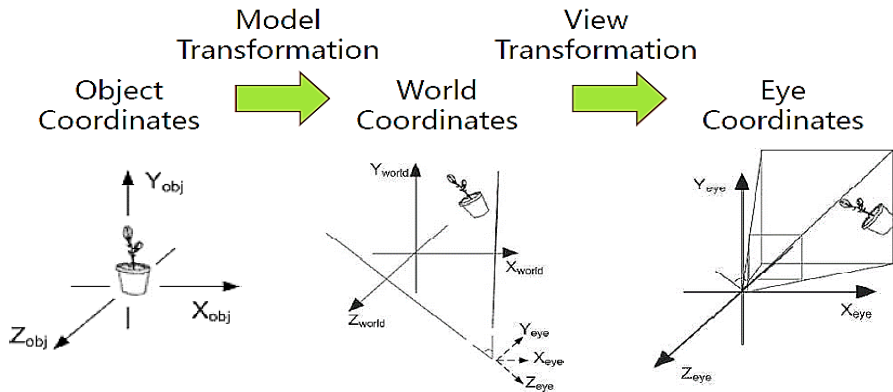 Model
Transformation
View
Transformation
Object
Coordinates
World
Coordinates
Eye
Coordinates
Yobj
Xobj
Zobj
Yworld
Xworld
Zworld
Yeye
Xeye
Zeye
Yeye
Xeye
Zeye